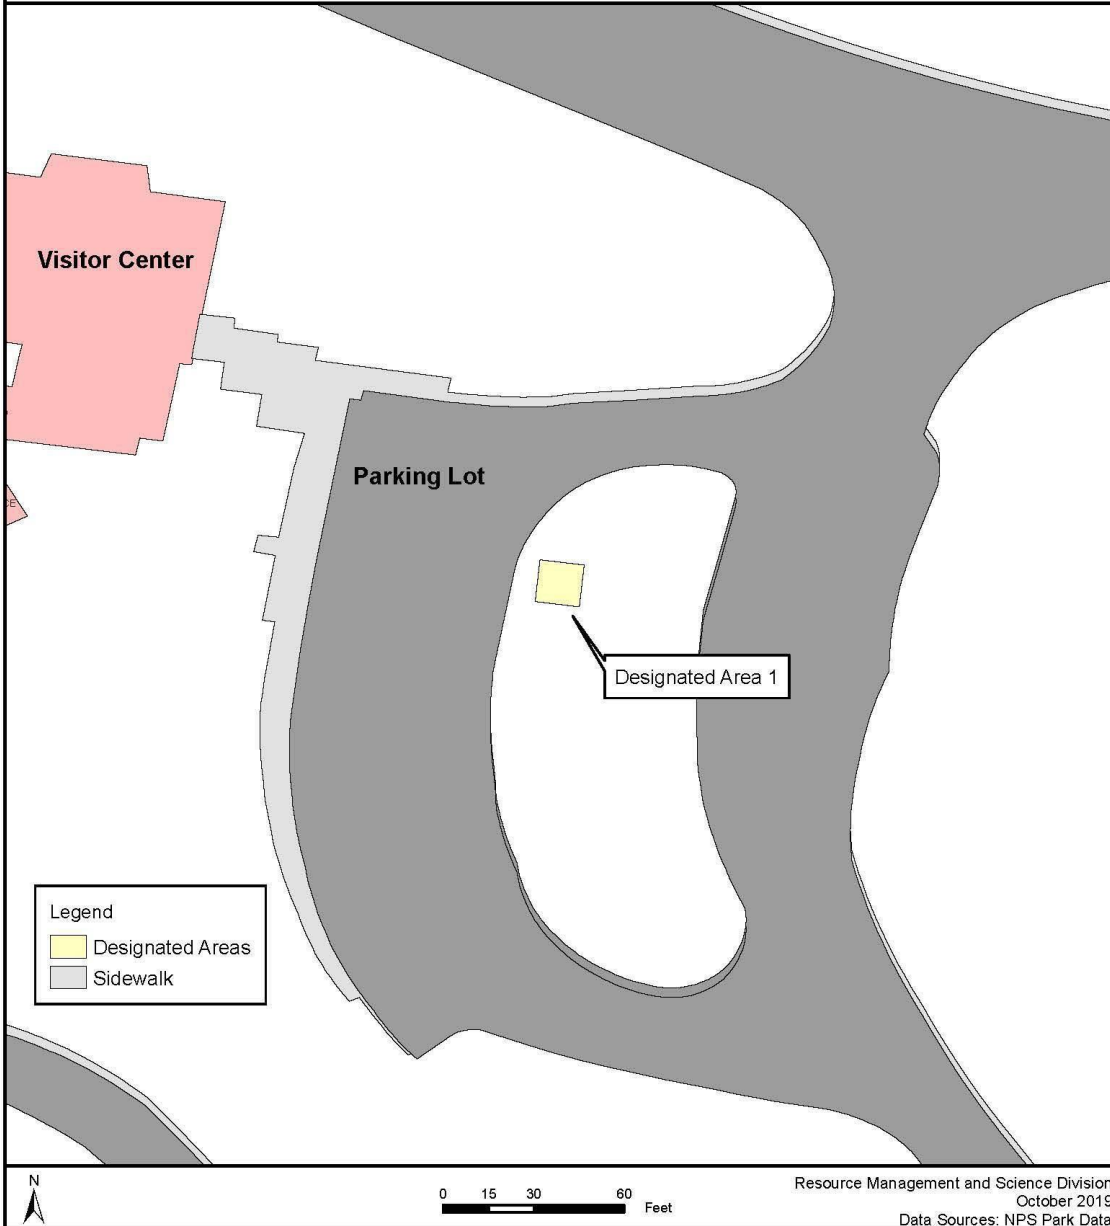 Visitor Center
Parking Lot
CE
Designated Area 1
Legend
Designated Areas
Sidewalk
N
0 15 30 60
Feet
Resource Management and Science Division
October 2019
Data Sources: NPS Park Data